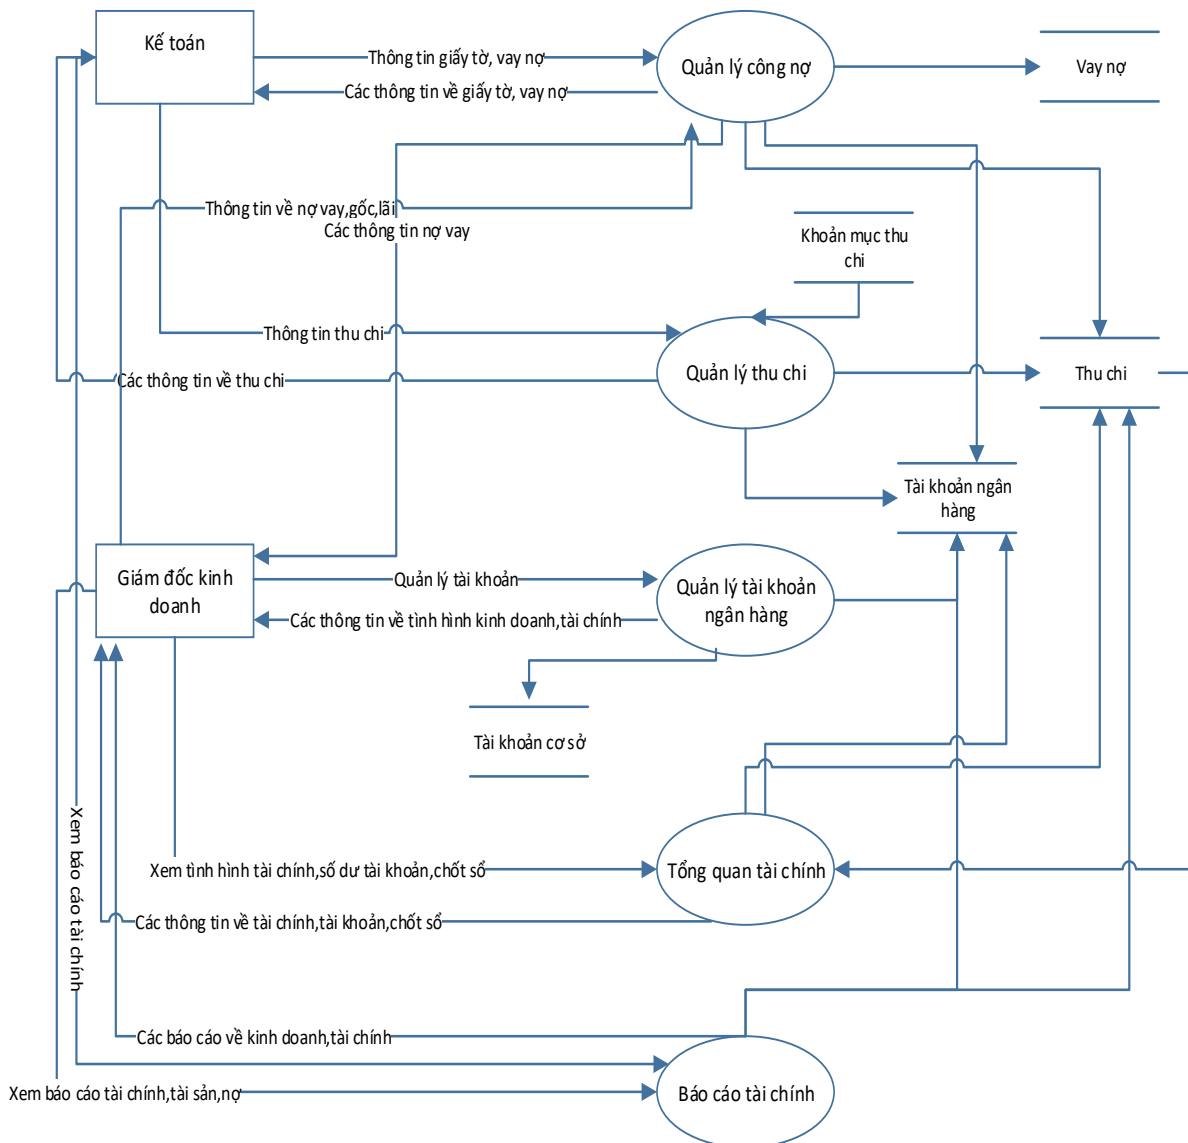 Kế toán
Thông tin giấy tờ, vay nợ
Quản lý công nợ
Vay nợ
Các thông tin về giấy tờ, vay nợ
Thông tin về nợ vay,gốc,lãi
Các thông tin nợ vay
Khoản mục thu
chi
Thông tin thu chi
Các thông tin về thu chi
Quản lý thu chi
Thu chi
Tài khoản ngân
hàng
Giám đốc kinh
doanh
Quản lý tài khoản
Quản lý tài khoản
ngân hàng
Các thông tin về tình hình kinh doanh,tài chính
Tài khoản cơ sở
Xem báo cáo tài chính
Xem tình hình tài chính,số dư tài khoản,chốt sổ
Tổng quan tài chính
Các thông tin về tài chính,tài khoản,chốt sổ
Các báo cáo về kinh doanh,tài chính
Xem báo cáo tài chính,tài sản,nợ
Báo cáo tài chính